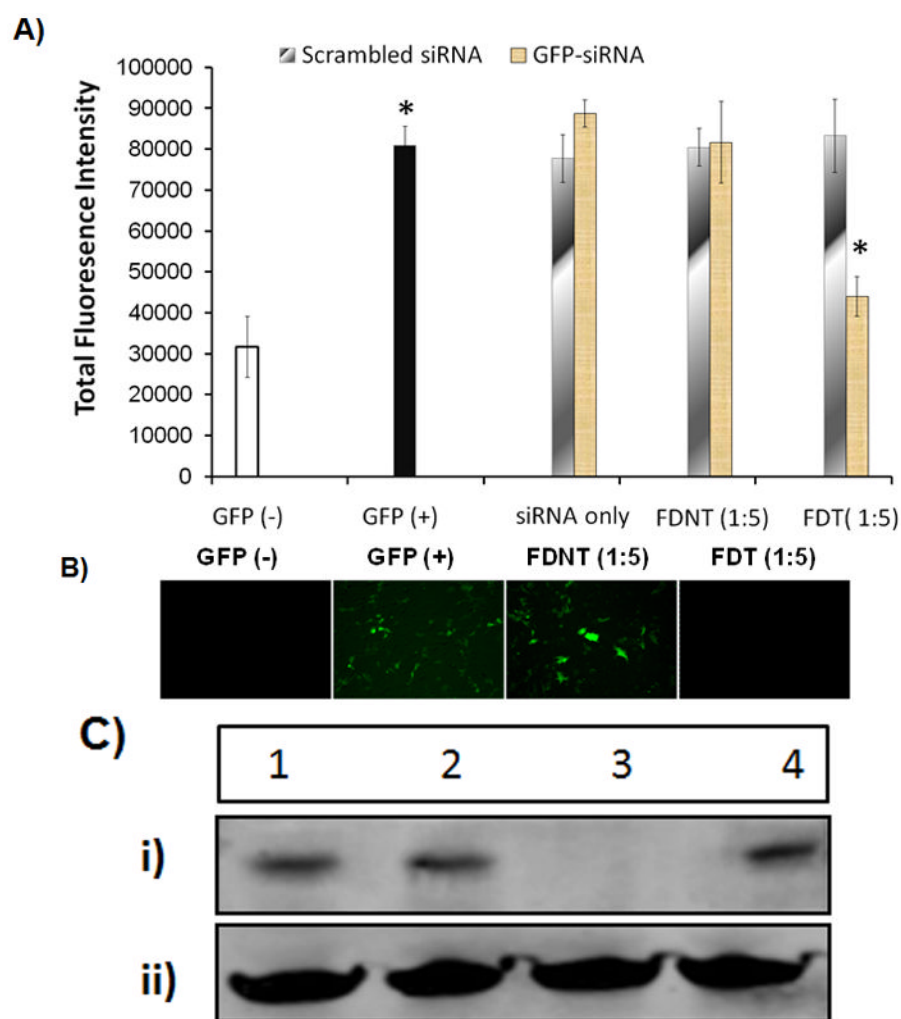 A)
Scrambled siRNA GFP-siRNA
Total Fluoresence Intensity
100000
90000
80000
70000
60000
50000
40000
30000
20000
10000
0
*
*
GFP (-) GFP (+) siRNA only FDNT (1:5) FDT( 1:5)
B)
GFP (-) GFP (+) FDNT (1:5) FDT (1:5)
C)
1 2 3 4
i)
ii)